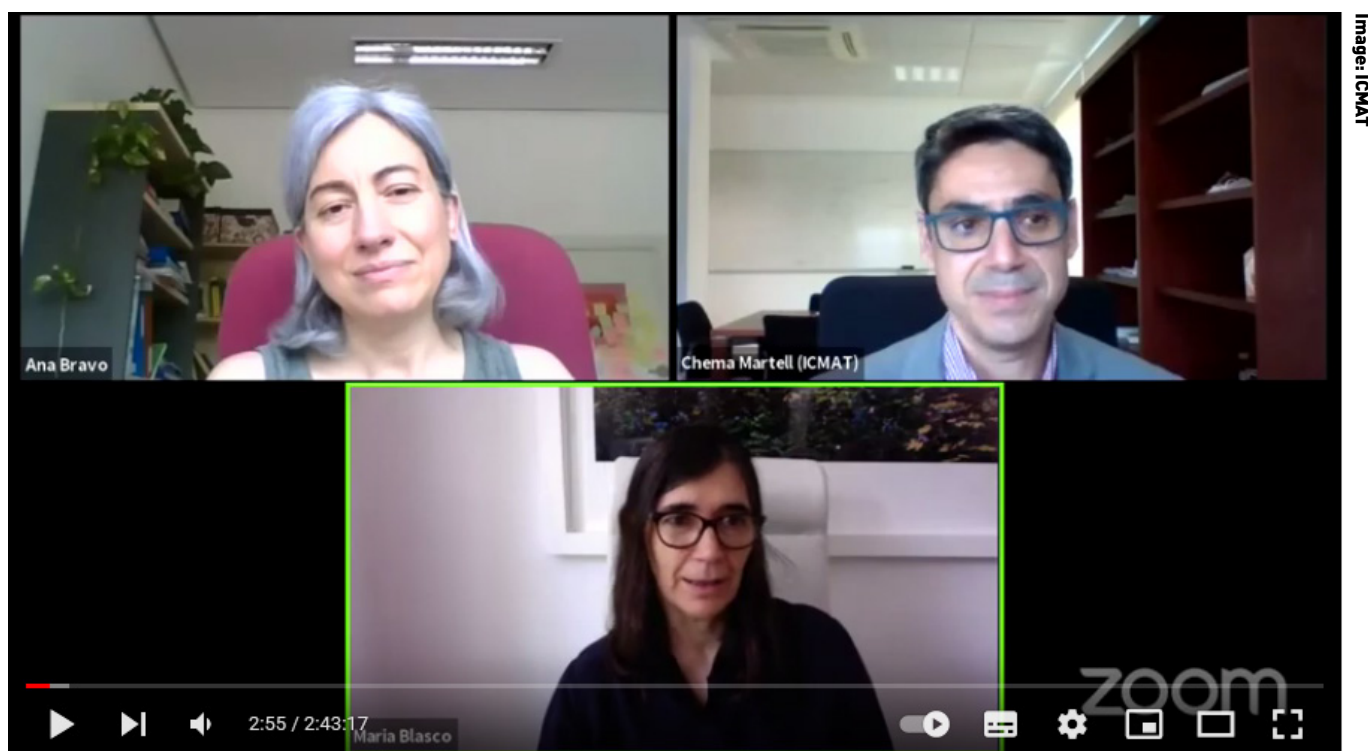 Image: ICMAT
Ana Bravo
Chema Martell (ICMAT)
zoom
2:55 / 2:43:17
Maria Blasco